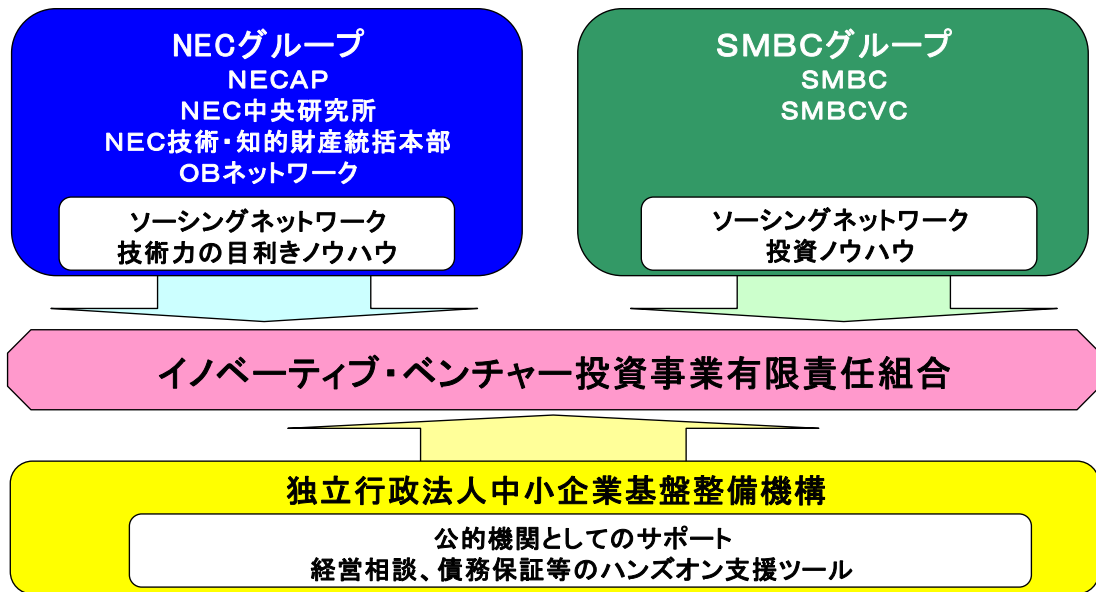 NECグループ
NECAP
NEC中央研究所
NEC技術・知的財産統括本部
OBネットワーク
ソーシングネットワーク
技術力の目利きノウハウ
SMBCグループ
SMBC
SMBCVC
ソーシングネットワーク
投資ノウハウ
イノベーティブ・ベンチャー投資事業有限責任組合
独立行政法人中小企業基盤整備機構
公的機関としてのサポート
経営相談、債務保証等のハンズオン支援ツール